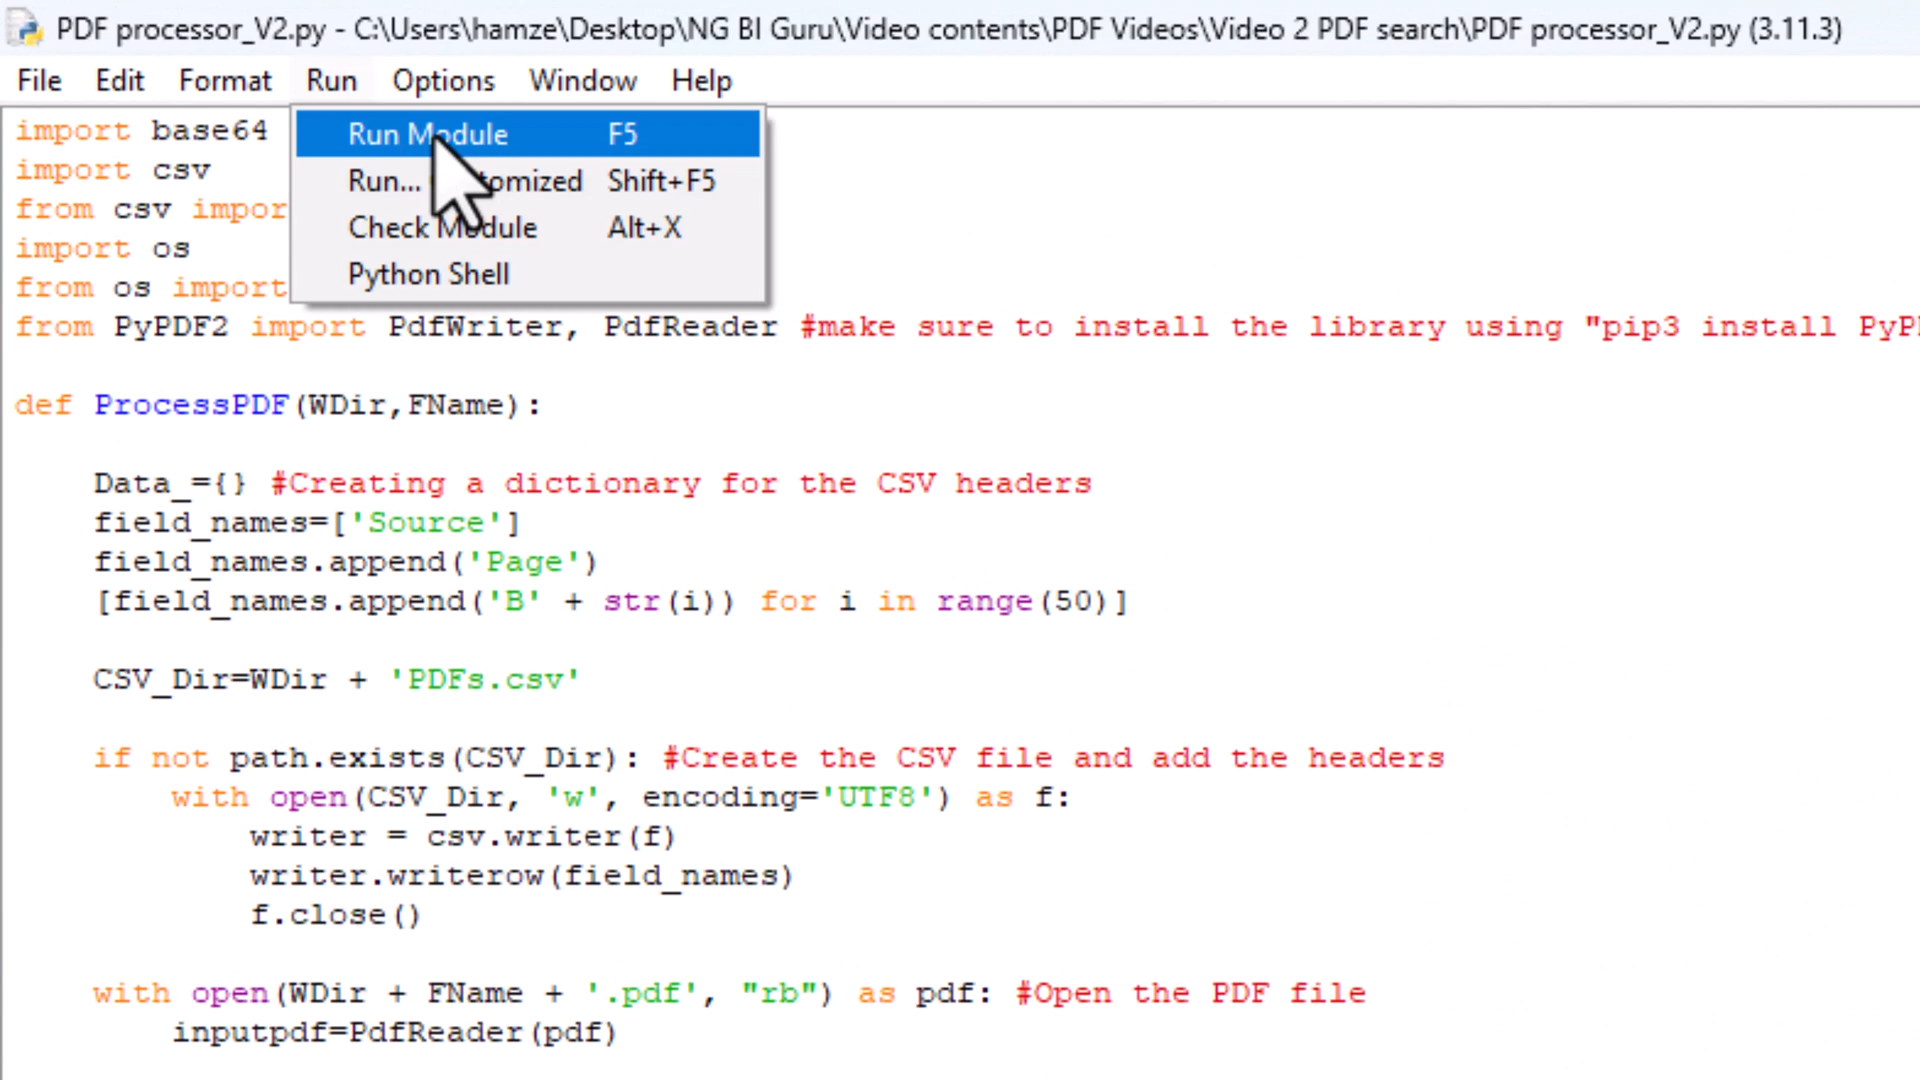 PDF processor_V2.py - C:\Users\hamze\Desktop\NG BI Guru\Video contents\PDF Videos\Video 2 PDF search\PDF processor_V2.py (3.11.3)
File Edit Format Run Options Window Help
import base64
Run Module F5
import csv
Run... Shift+F5
from csv impor
Check Module Alt+X
import os
Python Shell
from os import
from PyPDF2 import PdfWriter, PdfReader #make sure to install the library using "pip3 install PyP
def ProcessPDF(WDir,FName):
Data_={} #Creating a dictionary for the CSV headers
field_names=['Source']
field_names.append('Page')
[field_names.append('B' + str(i)) for i in range(50)]
CSV_Dir=WDir + 'PDFs.csv'
if not path.exists(CSV_Dir): #Create the CSV file and add the headers
with open(CSV_Dir, 'w', encoding='UTF8') as f:
writer = csv.writer(f)
writer.writerow(field_names)
f.close()
with open(WDir + FName + '.pdf', "rb") as pdf: #Open the PDF file
inputpdf=PdfReader(pdf)